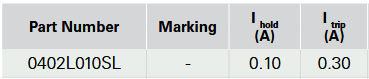 Part Number Marking I hold (A) I trip (A)
0402L010SL - 0.10 0.30